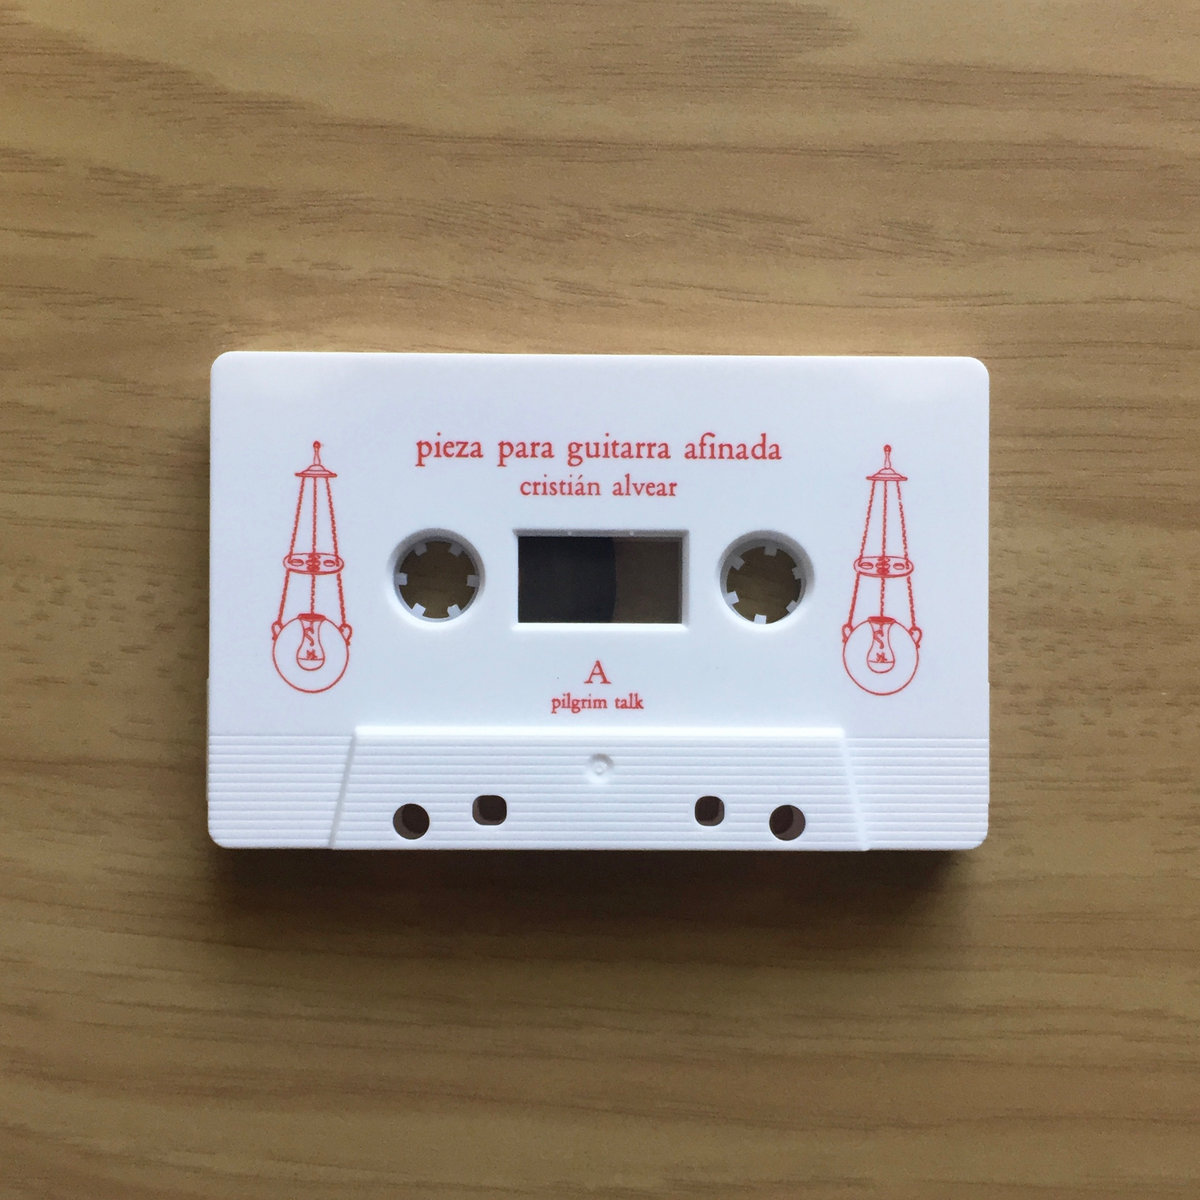 pieza para guitarra afinada
cristián alvear
A
pilgrim talk